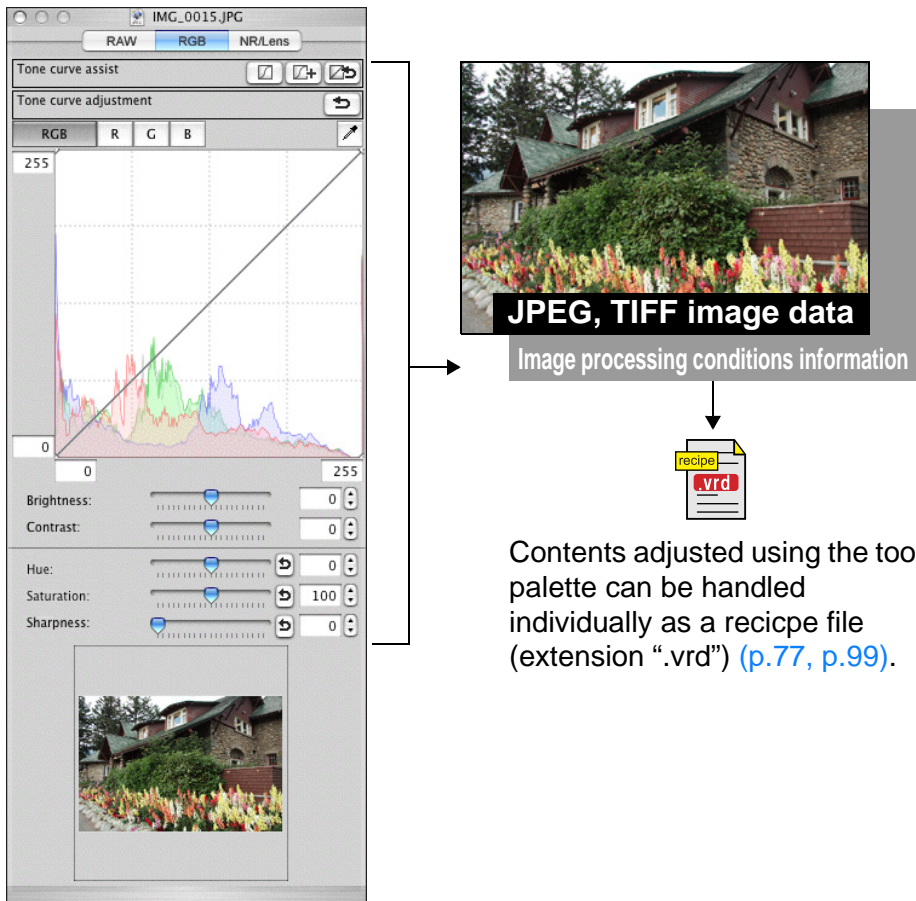 IMG_0015.JPG
RAW RGB NR/Lens
Tone curve assist
Tone curve adjustment
RGB R G B
255
0
0 255
Brightness: 0
Contrast: 0
Hue: 0
Saturation: 100
Sharpness: 0
JPEG, TIFF image data
Image processing conditions information
recipe
.vrd
Contents adjusted using the too
palette can be handled
individually as a recicpe file
(extension “.vrd”) (p.77, p.99).